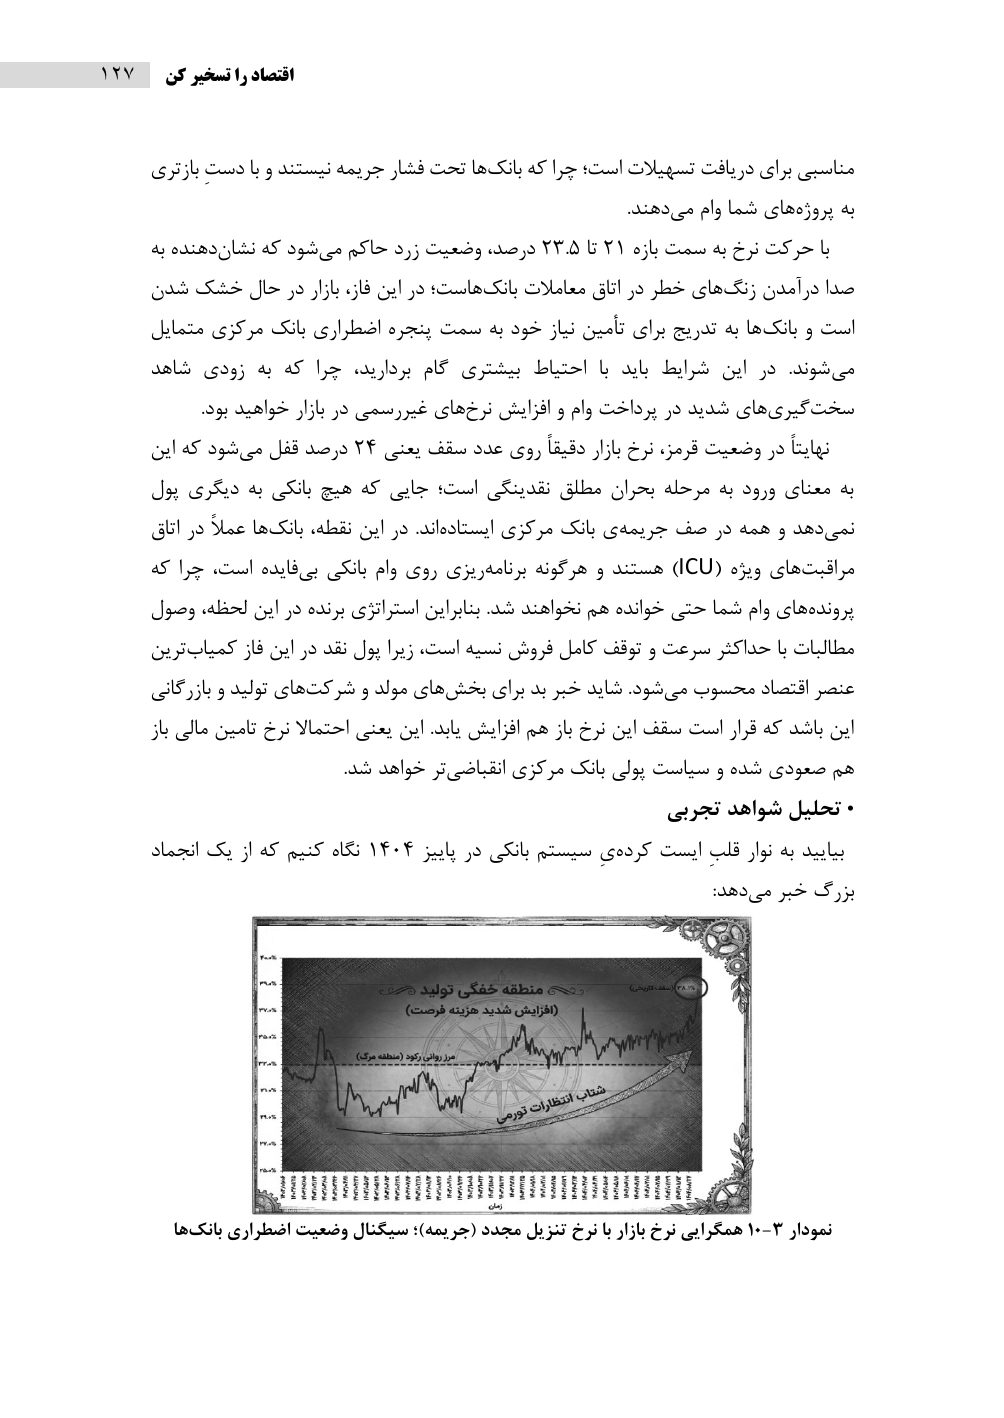 اقتصاد را تسخیر کن ۱۲۷
مناسبی برای دریافت تسهیلات است؛ چرا که بانک‌ها تحت فشار جریمه نیستند و با دستِ بازتری
به پروژه‌های شما وام می‌دهند.
با حرکت نرخ به سمت بازه ۲۱ تا ۲۳.۵ درصد، وضعیت زرد حاکم می‌شود که نشان‌دهنده به
صدا درآمدن زنگ‌های خطر در اتاق معاملات بانک‌هاست؛ در این فاز، بازار در حال خشک شدن
است و بانک‌ها به تدریج برای تأمین نیاز خود به سمت پنجره اضطراری بانک مرکزی متمایل
می‌شوند. در این شرایط باید با احتیاط بیشتری گام بردارید، چرا که به زودی شاهد
سخت‌گیری‌های شدید در پرداخت وام و افزایش نرخ‌های غیررسمی در بازار خواهید بود.
نهایتاً در وضعیت قرمز، نرخ بازار دقیقاً روی عدد سقف یعنی ۲۴ درصد قفل می‌شود که این
به معنای ورود به مرحله بحران مطلق نقدینگی است؛ جایی که هیچ بانکی به دیگری پول
نمی‌دهد و همه در صف جریمه‌ی بانک مرکزی ایستاده‌اند. در این نقطه، بانک‌ها عملاً در اتاق
مراقبت‌های ویژه (ICU) هستند و هرگونه برنامه‌ریزی روی وام بانکی بی‌فایده است، چرا که
پرونده‌های وام شما حتی خوانده هم نخواهند شد. بنابراین استراتژی برنده در این لحظه، وصول
مطالبات با حداکثر سرعت و توقف کامل فروش نسیه است، زیرا پول نقد در این فاز کمیاب‌ترین
عنصر اقتصاد محسوب می‌شود. شاید خبر بد برای بخش‌های مولد و شرکت‌های تولید و بازرگانی
این باشد که قرار است سقف این نرخ باز هم افزایش یابد. این یعنی احتمالا نرخ تامین مالی باز
هم صعودی شده و سیاست پولی بانک مرکزی انقباضی‌تر خواهد شد.
• تحلیل شواهد تجربی
بیایید به نوار قلبِ ایست کرده‌یِ سیستم بانکی در پاییز ۱۴۰۴ نگاه کنیم که از یک انجماد
بزرگ خبر می‌دهد:
منطقه خفگی تولید
(افزایش شدید هزینه فرصت)
۳۸.۲% (سقف تاریخی)
مرز روانی رکود (منطقه مرگ)
شتاب انتظارات تورمی
زمان
نمودار ۳-۱۰ همگرایی نرخ بازار با نرخ تنزیل مجدد (جریمه)؛ سیگنال وضعیت اضطراری بانک‌ها